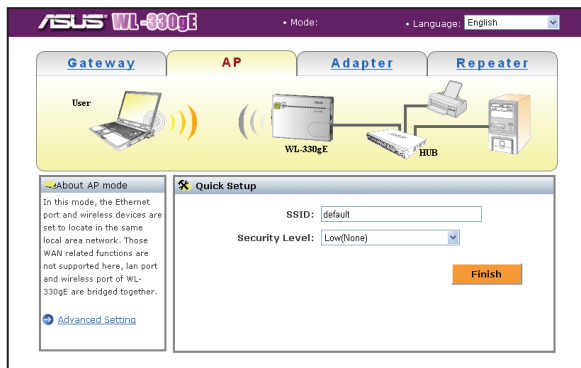 ASUS WL-330gE
• Mode:
• Language: English
Gateway
AP
Adapter
Repeater
User
WL-330gE
HUB
About AP mode
In this mode, the Ethernet
port and wireless devices are
set to locate in the same
local area network. Those
WAN related functions are
not supported here, lan port
and wireless port of WL-
330gE are bridged together.
Advanced Setting
Quick Setup
SSID: default
Security Level: Low(None)
Finish